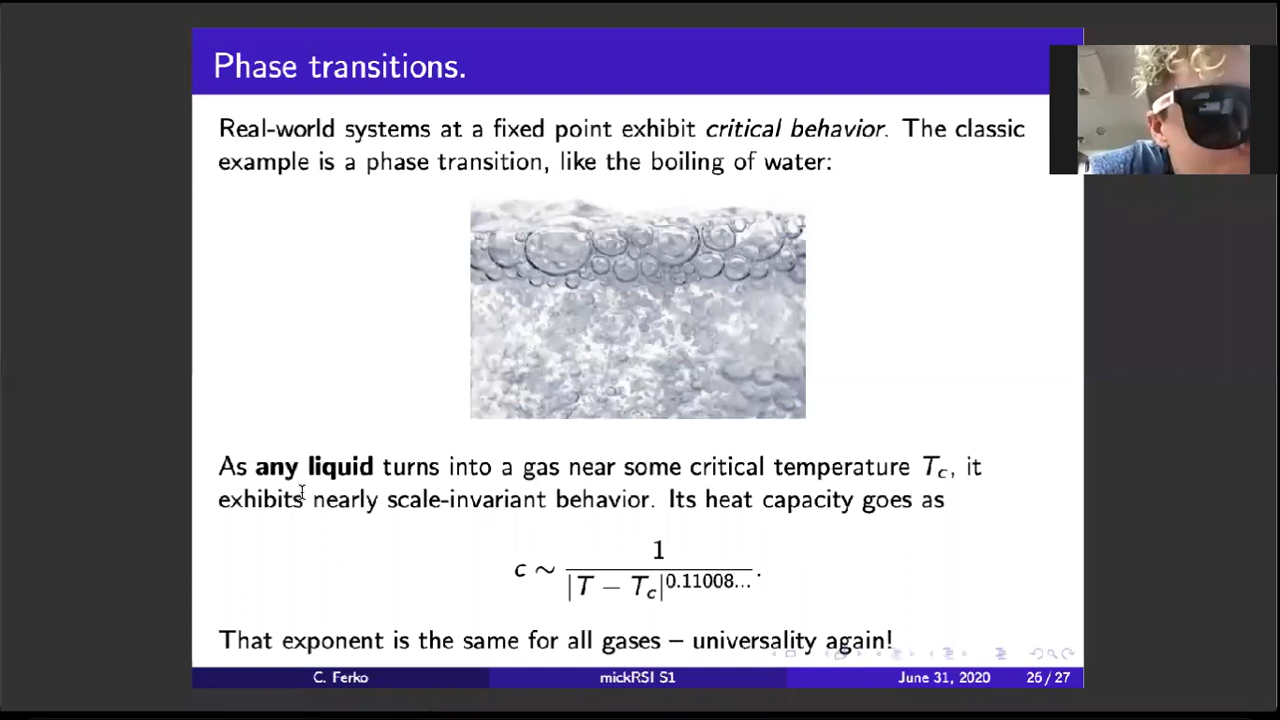 Phase transitions.
Real-world systems at a fixed point exhibit critical behavior. The classic
example is a phase transition, like the boiling of water:
As any liquid turns into a gas near some critical temperature T_c, it
exhibits nearly scale-invariant behavior. Its heat capacity goes as
c ∼ 1 / |T − T_c|^0.11008... .
That exponent is the same for all gases – universality again!
C. Ferko
mickRSI S1
June 31, 2020
26 / 27